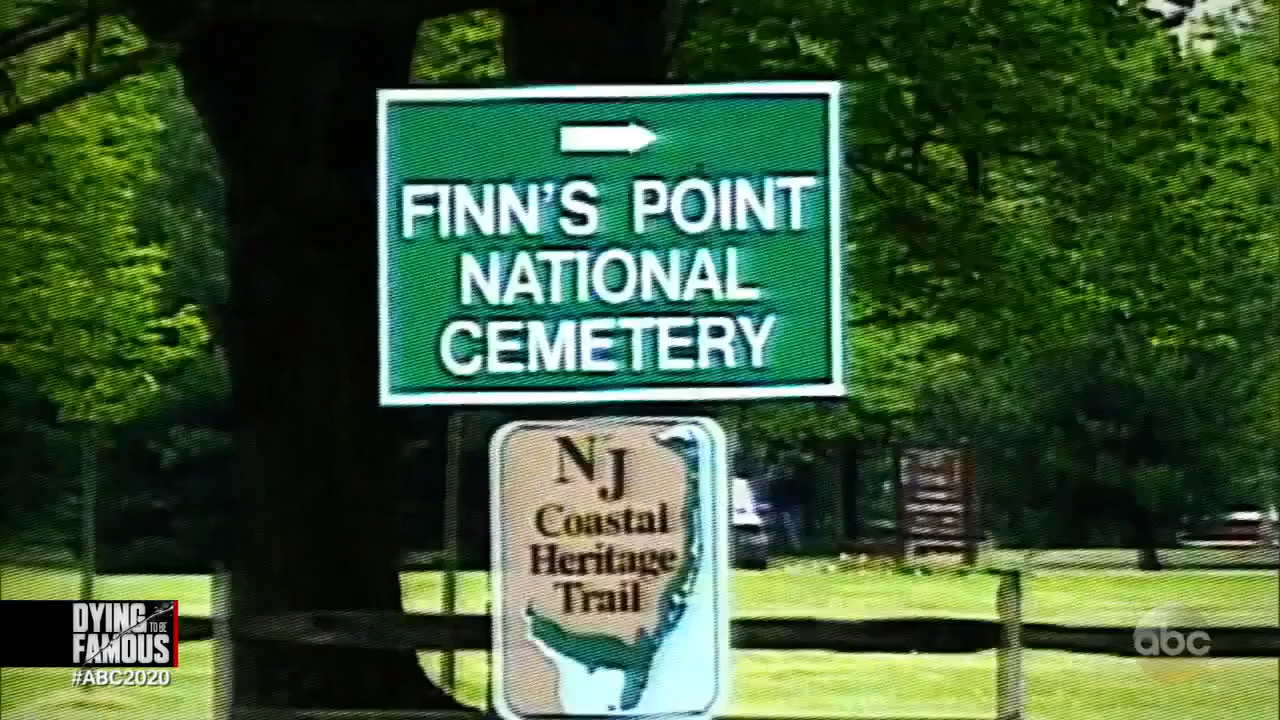 FINN'S POINT
NATIONAL
CEMETERY
NJ
Coastal
Heritage
Trail
DYING
TO BE
FAMOUS
#ABC2020
abc